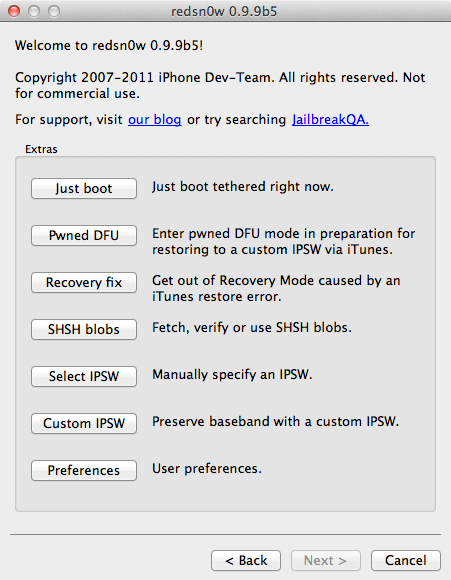 redsn0w 0.9.9b5
Welcome to redsn0w 0.9.9b5!
Copyright 2007-2011 iPhone Dev-Team. All rights reserved. Not
for commercial use.
For support, visit our blog or try searching JailbreakQA.
Extras
Just boot Just boot tethered right now.
Pwned DFU Enter pwned DFU mode in preparation for
restoring to a custom IPSW via iTunes.
Recovery fix Get out of Recovery Mode caused by an
iTunes restore error.
SHSH blobs Fetch, verify or use SHSH blobs.
Select IPSW Manually specify an IPSW.
Custom IPSW Preserve baseband with a custom IPSW.
Preferences User preferences.
< Back Next > Cancel